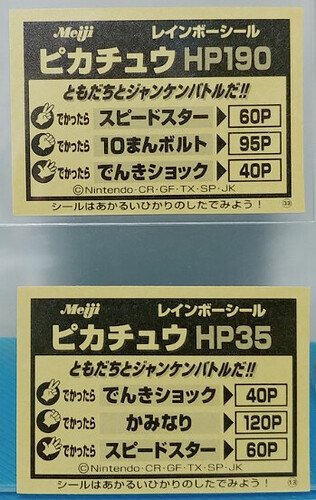 Meiji レインボーシール
ピカチュウ HP190
ともだちとジャンケンバトルだ!!
でかったら スピードスター 60P
でかったら 10まんボルト 95P
でかったら でんきショック 40P
©Nintendo・CR・GF・TX・SP・JK
シールはあかるいひかりのしたでみよう! 33
Meiji レインボーシール
ピカチュウ HP35
ともだちとジャンケンバトルだ!!
でかったら でんきショック 40P
でかったら かみなり 120P
でかったら スピードスター 60P
©Nintendo・CR・GF・TX・SP・JK
シールはあかるいひかりのしたでみよう! 13